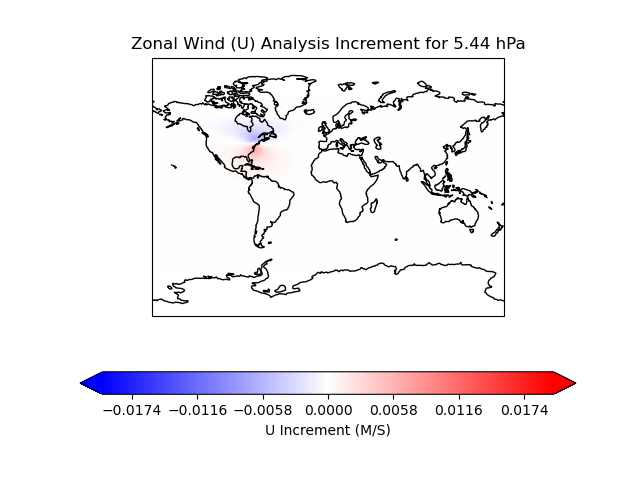 Zonal Wind (U) Analysis Increment for 5.44 hPa
−0.0174 −0.0116 −0.0058 0.0000 0.0058 0.0116 0.0174
U Increment (M/S)